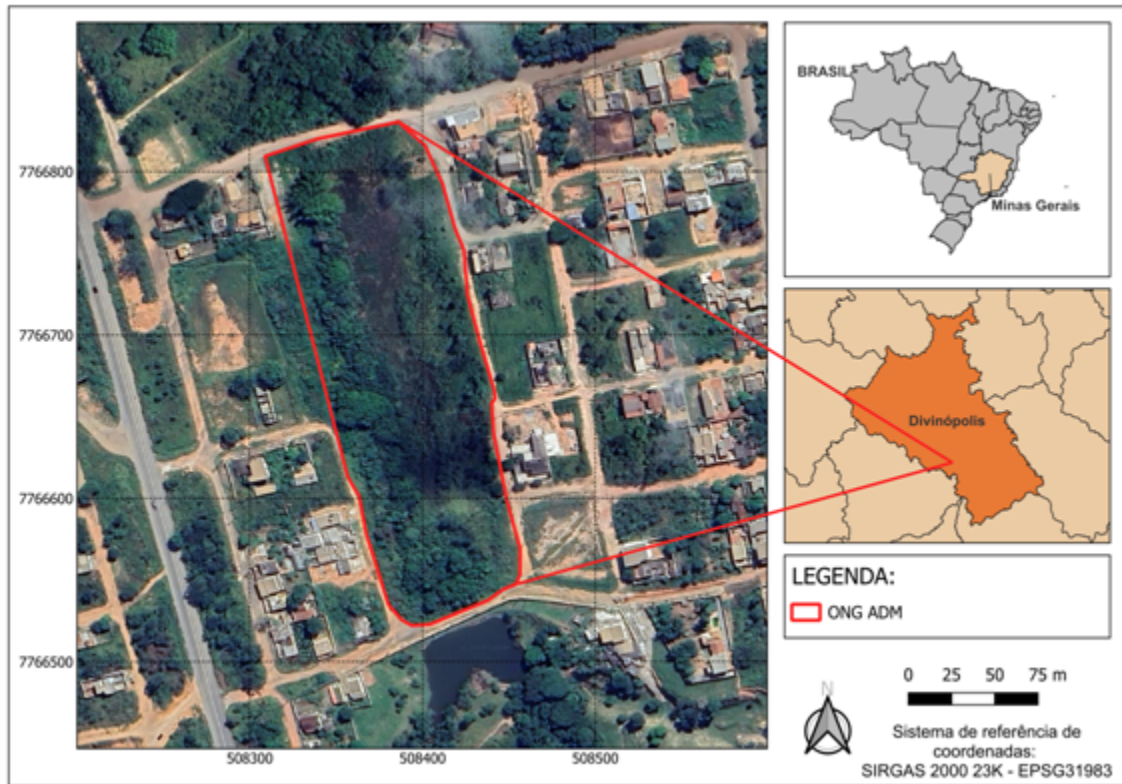 7766800
7766700
7766600
7766500
508300
508400
508500
BRASIL
Minas Gerais
Divinópolis
LEGENDA:
ONG ADM
0 25 50 75 m
N
Sistema de referência de
coordenadas:
SIRGAS 2000 23K - EPSG31983